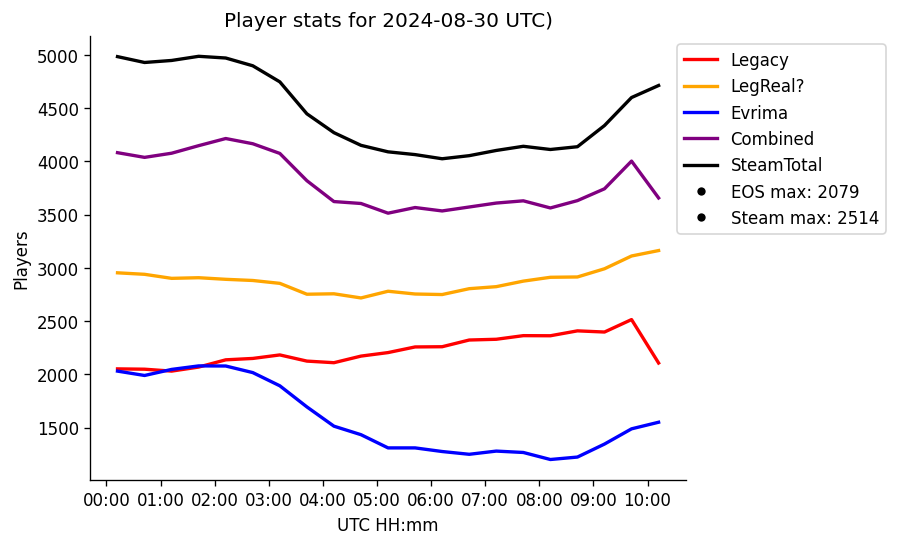 Player stats for 2024-08-30 UTC)
Players
5000
4500
4000
3500
3000
2500
2000
1500
00:00 01:00 02:00 03:00 04:00 05:00 06:00 07:00 08:00 09:00 10:00
UTC HH:mm
Legacy
LegReal?
Evrima
Combined
SteamTotal
EOS max: 2079
Steam max: 2514